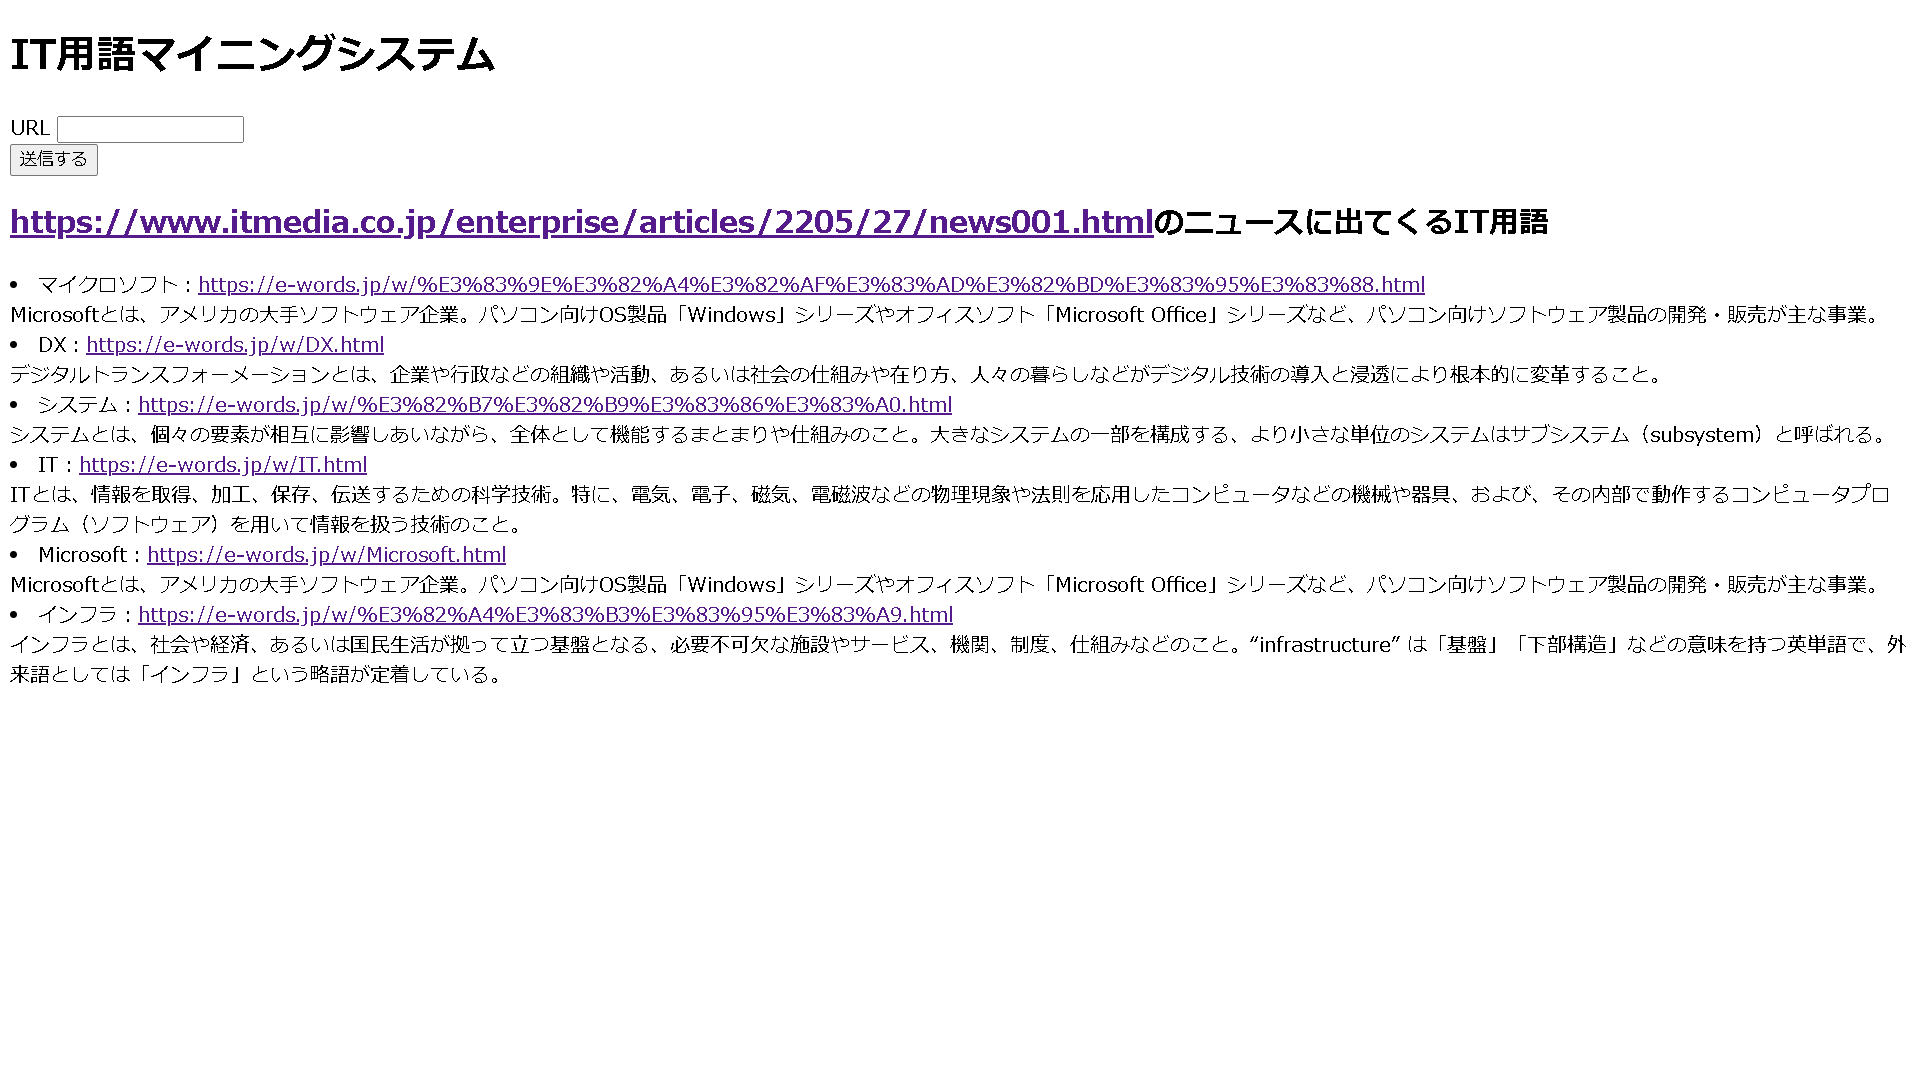 IT用語マイニングシステム
URL
送信する
https://www.itmedia.co.jp/enterprise/articles/2205/27/news001.htmlのニュースに出てくるIT用語
• マイクロソフト : https://e-words.jp/w/%E3%83%9E%E3%82%A4%E3%82%AF%E3%83%AD%E3%82%BD%E3%83%95%E3%83%88.html
Microsoftとは、アメリカの大手ソフトウェア企業。パソコン向けOS製品「Windows」シリーズやオフィスソフト「Microsoft Office」シリーズなど、パソコン向けソフトウェア製品の開発・販売が主な事業。
• DX : https://e-words.jp/w/DX.html
デジタルトランスフォーメーションとは、企業や行政などの組織や活動、あるいは社会の仕組みや在り方、人々の暮らしなどがデジタル技術の導入と浸透により根本的に変革すること。
• システム : https://e-words.jp/w/%E3%82%B7%E3%82%B9%E3%83%86%E3%83%A0.html
システムとは、個々の要素が相互に影響しあいながら、全体として機能するまとまりや仕組みのこと。大きなシステムの一部を構成する、より小さな単位のシステムはサブシステム（subsystem）と呼ばれる。
• IT : https://e-words.jp/w/IT.html
ITとは、情報を取得、加工、保存、伝送するための科学技術。特に、電気、電子、磁気、電磁波などの物理現象や法則を応用したコンピュータなどの機械や器具、および、その内部で動作するコンピュータプロ
グラム（ソフトウェア）を用いて情報を扱う技術のこと。
• Microsoft : https://e-words.jp/w/Microsoft.html
Microsoftとは、アメリカの大手ソフトウェア企業。パソコン向けOS製品「Windows」シリーズやオフィスソフト「Microsoft Office」シリーズなど、パソコン向けソフトウェア製品の開発・販売が主な事業。
• インフラ : https://e-words.jp/w/%E3%82%A4%E3%83%B3%E3%83%95%E3%83%A9.html
インフラとは、社会や経済、あるいは国民生活が拠って立つ基盤となる、必要不可欠な施設やサービス、機関、制度、仕組みなどのこと。“infrastructure” は「基盤」「下部構造」などの意味を持つ英単語で、外
来語としては「インフラ」という略語が定着している。